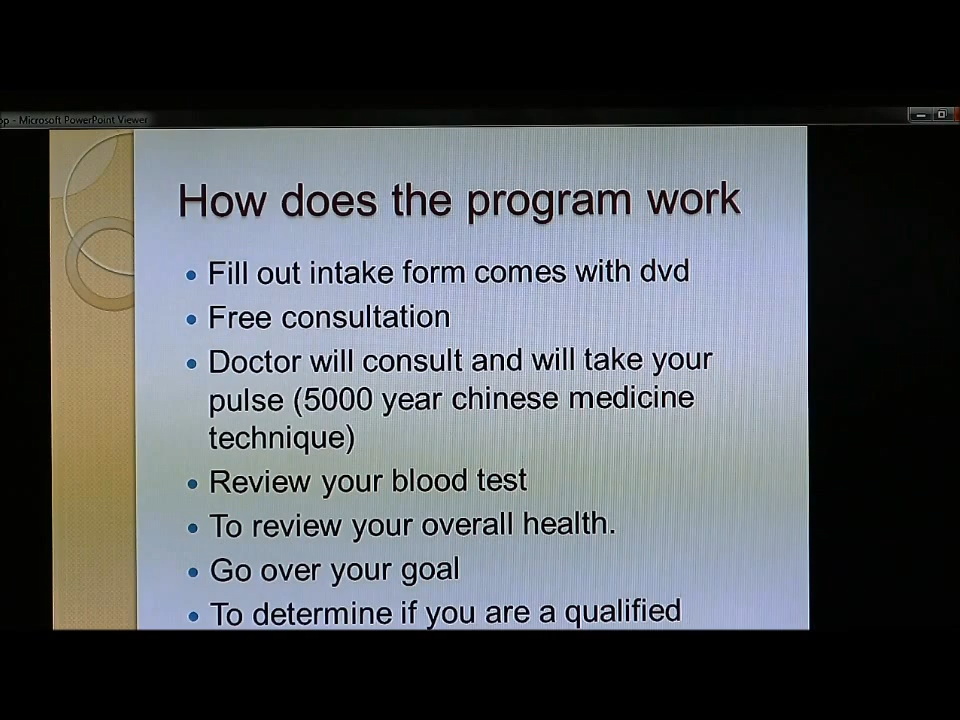 op - Microsoft PowerPoint Viewer
How does the program work
• Fill out intake form comes with dvd
• Free consultation
• Doctor will consult and will take your
pulse (5000 year chinese medicine
technique)
• Review your blood test
• To review your overall health.
• Go over your goal
• To determine if you are a qualified